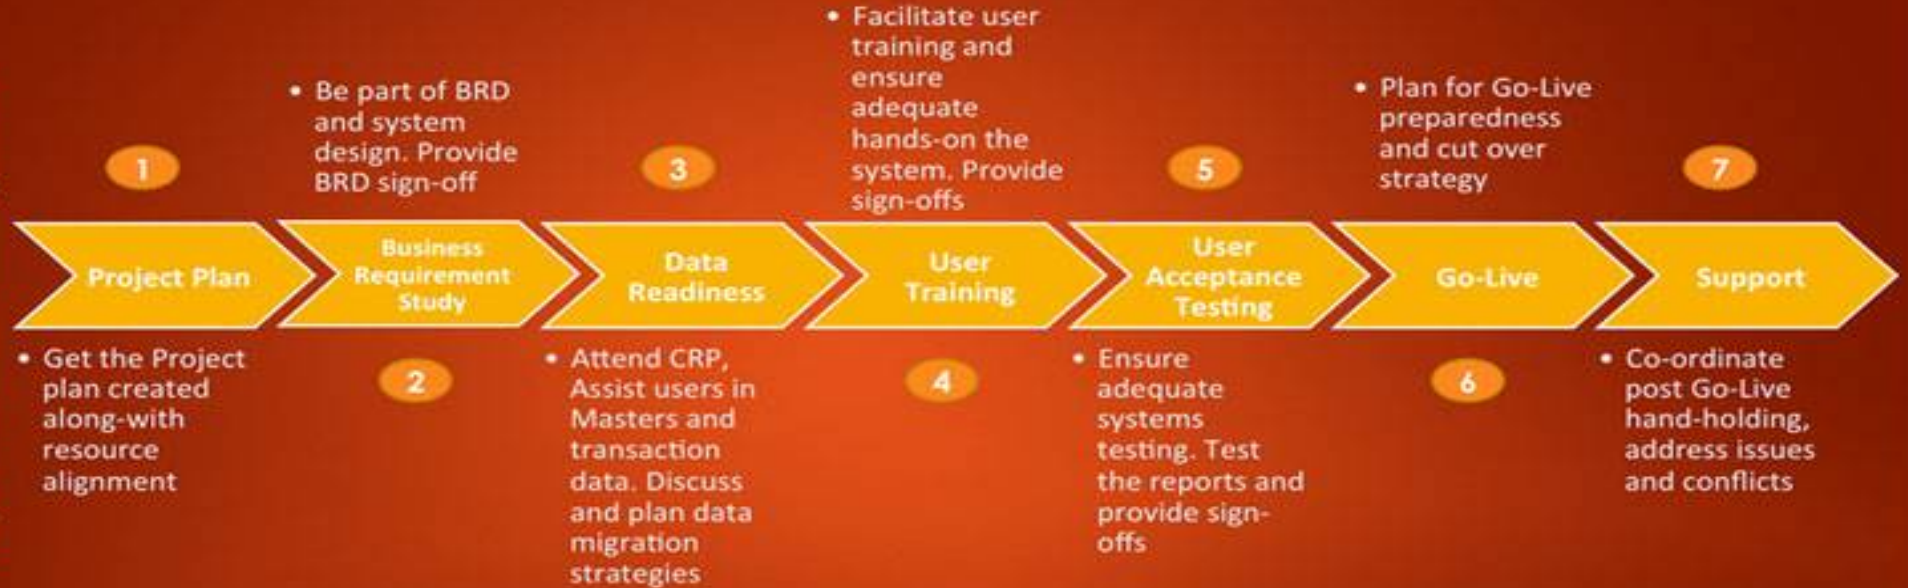 1
Project Plan
• Get the Project
plan created
along-with
resource
alignment
• Be part of BRD
and system
design. Provide
BRD sign-off
Business
Requirement
Study
2
3
Data
Readiness
• Attend CRP,
Assist users in
Masters and
transaction
data. Discuss
and plan data
migration
strategies
• Facilitate user
training and
ensure
adequate
hands-on the
system. Provide
sign-offs
User
Training
4
5
User
Acceptance
Testing
• Ensure
adequate
systems
testing. Test
the reports and
provide sign-
offs
• Plan for Go-Live
preparedness
and cut over
strategy
Go-Live
6
7
Support
• Co-ordinate
post Go-Live
hand-holding,
address issues
and conflicts